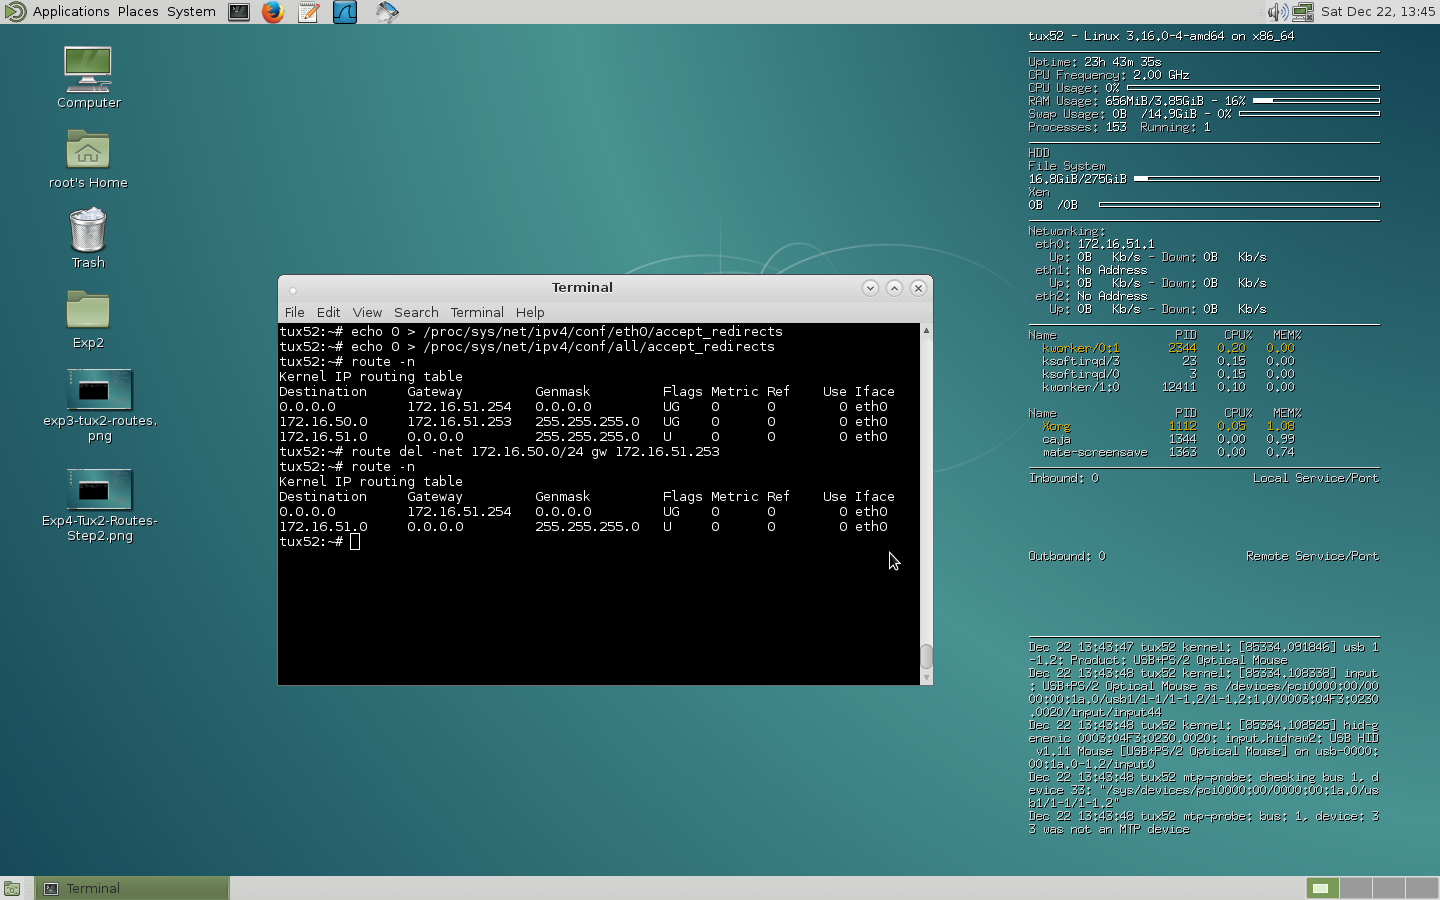 Applications Places System
Sat Dec 22, 13:45
Computer
root's Home
Trash
Exp2
exp3-tux2-routes.
png
Exp4-Tux2-Routes-
Step2.png
Terminal
File Edit View Search Terminal Help
tux52:~# echo 0 > /proc/sys/net/ipv4/conf/eth0/accept_redirects
tux52:~# echo 0 > /proc/sys/net/ipv4/conf/all/accept_redirects
tux52:~# route -n
Kernel IP routing table
Destination Gateway Genmask Flags Metric Ref Use Iface
0.0.0.0 172.16.51.254 0.0.0.0 UG 0 0 0 eth0
172.16.50.0 172.16.51.253 255.255.255.0 UG 0 0 0 eth0
172.16.51.0 0.0.0.0 255.255.255.0 U 0 0 0 eth0
tux52:~# route del -net 172.16.50.0/24 gw 172.16.51.253
tux52:~# route -n
Kernel IP routing table
Destination Gateway Genmask Flags Metric Ref Use Iface
0.0.0.0 172.16.51.254 0.0.0.0 UG 0 0 0 eth0
172.16.51.0 0.0.0.0 255.255.255.0 U 0 0 0 eth0
tux52:~#
tux52 - Linux 3.16.0-4-amd64 on x86_64
Uptime: 23h 43m 35s
CPU Frequency: 2.00 GHz
CPU Usage: 0%
RAM Usage: 656MiB/3.85GiB - 16%
Swap Usage: 0B /14.9GiB - 0%
Processes: 153 Running: 1
HDD
File System
16.8GiB/275GiB
Xen
0B /0B
Networking:
eth0: 172.16.51.1
Up: 0B Kb/s - Down: 0B Kb/s
eth1: No Address
Up: 0B Kb/s - Down: 0B Kb/s
eth2: No Address
Up: 0B Kb/s - Down: 0B Kb/s
Name PID CPU% MEM%
kworker/0:1 2344 0.20 0.00
ksoftirqd/3 23 0.15 0.00
ksoftirqd/0 3 0.15 0.00
kworker/1:0 12411 0.10 0.00
Name PID CPU% MEM%
Xorg 1112 0.05 1.08
caja 1344 0.00 0.99
mate-screensave 1363 0.00 0.74
Inbound: 0 Local Service/Port
Outbound: 0 Remote Service/Port
Dec 22 13:43:47 tux52 kernel: [85334.091846] usb 1
-1.2: Product: USB+PS/2 Optical Mouse
Dec 22 13:43:48 tux52 kernel: [85334.108338] input
: USB+PS/2 Optical Mouse as /devices/pci0000:00/00
00:00:1a.0/usb1/1-1/1-1.2/1-1.2:1.0/0003:04F3:0230
.0020/input/input44
Dec 22 13:43:48 tux52 kernel: [85334.108525] hid-g
eneric 0003:04F3:0230.0020: input,hidraw2: USB HID
v1.11 Mouse [USB+PS/2 Optical Mouse] on usb-0000:
00:1a.0-1.2/input0
Dec 22 13:43:48 tux52 mtp-probe: checking bus 1, d
evice 33: "/sys/devices/pci0000:00/0000:00:1a.0/us
b1/1-1/1-1.2"
Dec 22 13:43:48 tux52 mtp-probe: bus: 1, device: 3
3 was not an MTP device
Terminal